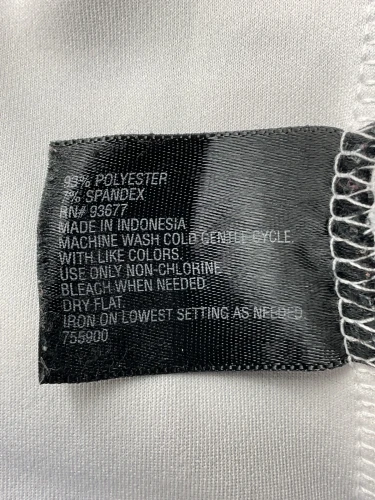 93% POLYESTER
7% SPANDEX
RN# 93677
MADE IN INDONESIA
MACHINE WASH COLD GENTLE CYCLE
WITH LIKE COLORS.
USE ONLY NON-CHLORINE
BLEACH WHEN NEEDED.
DRY FLAT.
IRON ON LOWEST SETTING AS NEEDED
755900